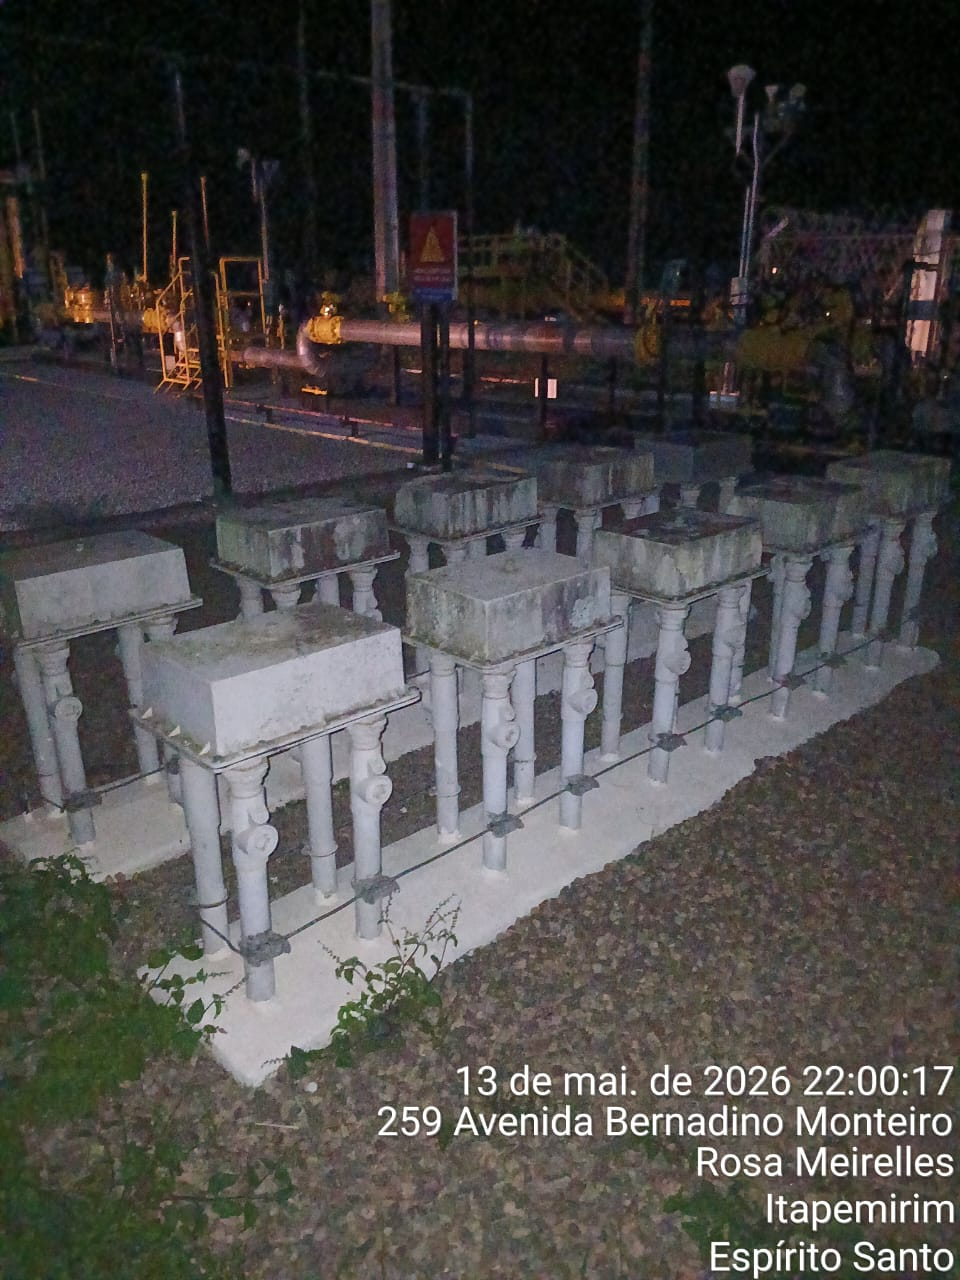 13 de mai. de 2026 22:00:17
259 Avenida Bernadino Monteiro
Rosa Meirelles
Itapemirim
Espírito Santo